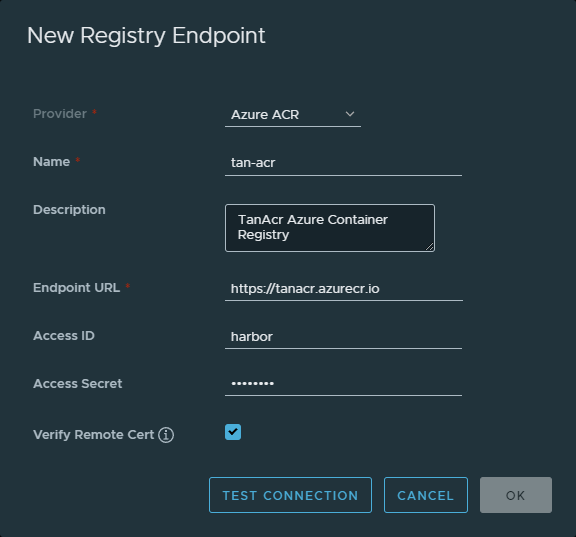 New Registry Endpoint
Provider *
Azure ACR
Name *
tan-acr
Description
TanAcr Azure Container
Registry
Endpoint URL *
https://tanacr.azurecr.io
Access ID
harbor
Access Secret
••••••••
Verify Remote Cert
TEST CONNECTION
CANCEL
OK